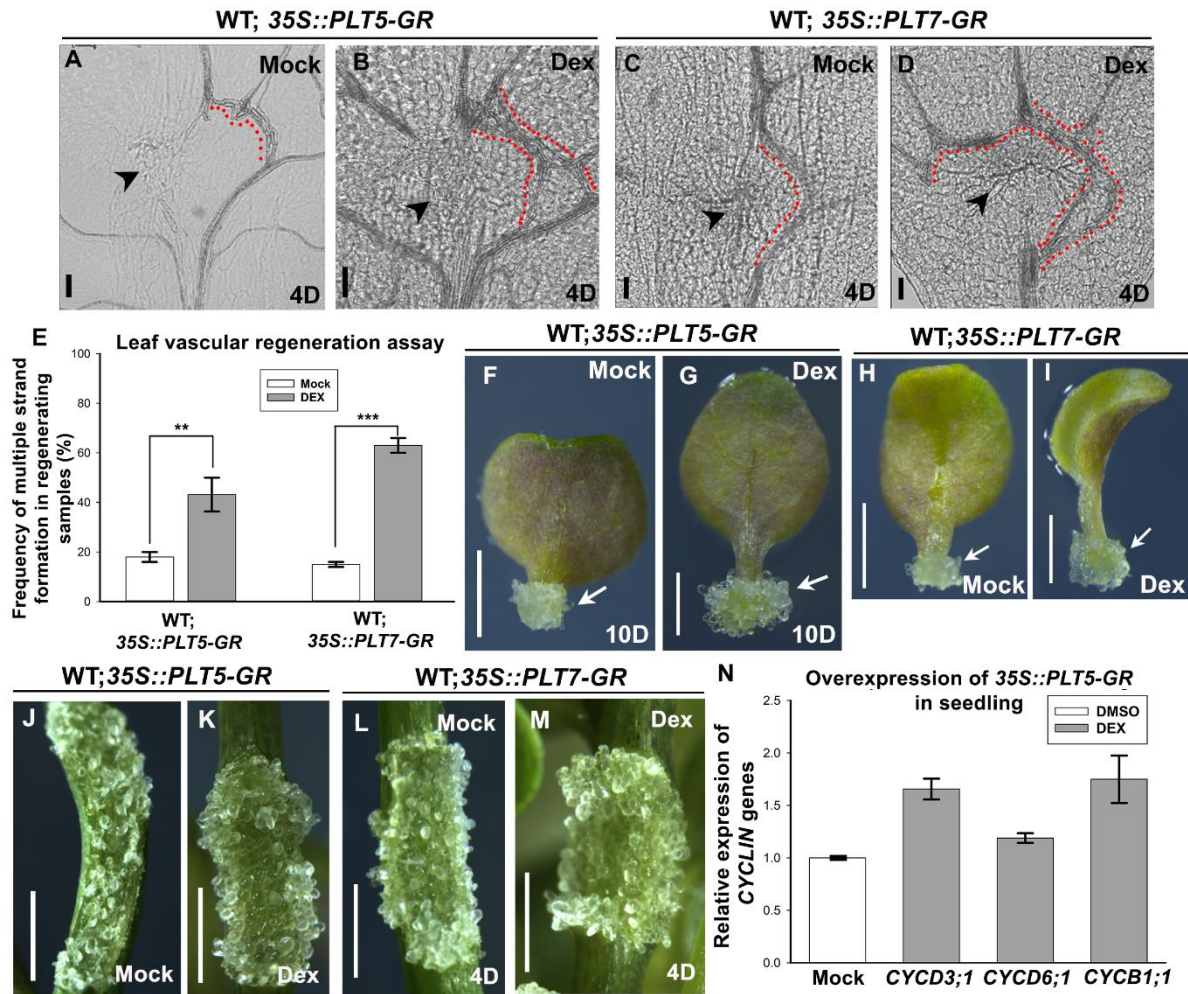 WT; 35S::PLT5-GR
WT; 35S::PLT7-GR
A
Mock
4D
B
Dex
4D
C
Mock
4D
D
Dex
4D
E
Leaf vascular regeneration assay
Frequency of multiple strand
formation in regenerating
samples (%)
100
80
60
40
20
0
Mock
DEX
**
***
WT;
35S::PLT5-GR
WT;
35S::PLT7-GR
WT;35S::PLT5-GR
F
Mock
10D
G
Dex
10D
WT;35S::PLT7-GR
H
Mock
I
Dex
WT;35S::PLT5-GR
J
Mock
K
Dex
WT;35S::PLT7-GR
L
Mock
4D
M
Dex
4D
N
Overexpression of 35S::PLT5-GR
in seedling
Relative expression of
CYCLIN genes
2.5
2.0
1.5
1.0
0.5
0.0
DMSO
DEX
Mock
CYCD3;1
CYCD6;1
CYCB1;1